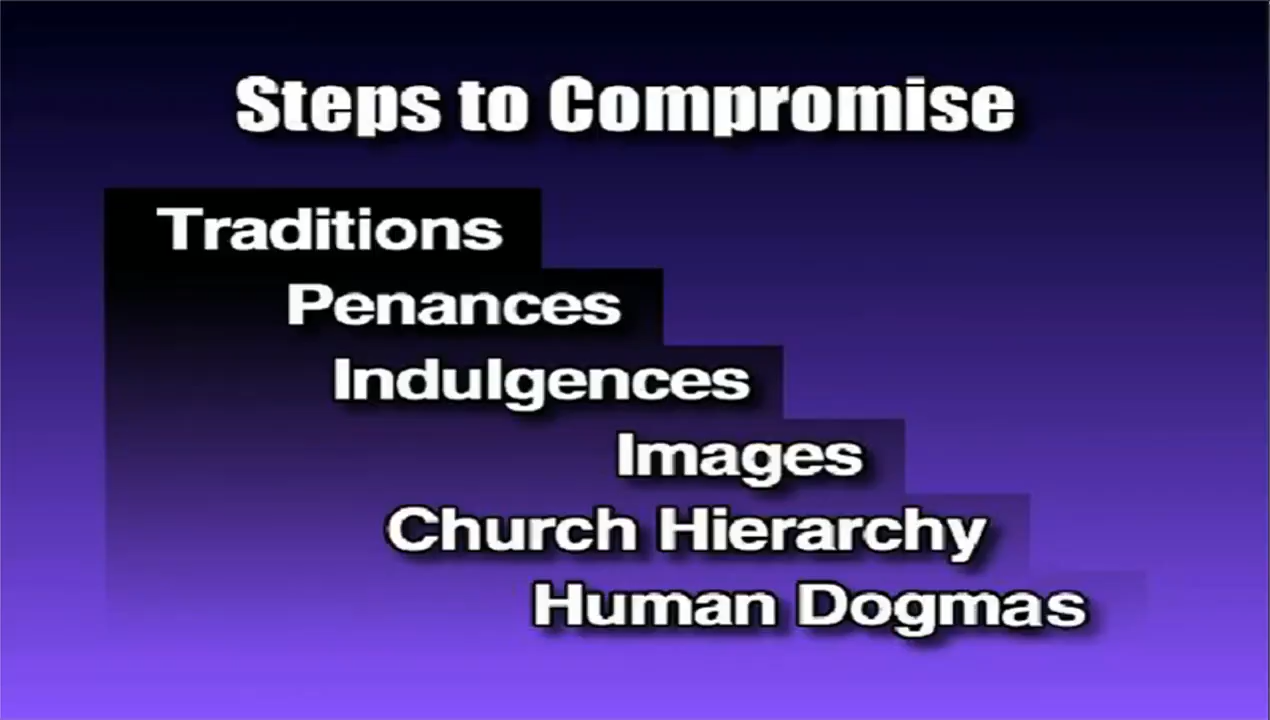 Steps to Compromise
Traditions
Penances
Indulgences
Images
Church Hierarchy
Human Dogmas